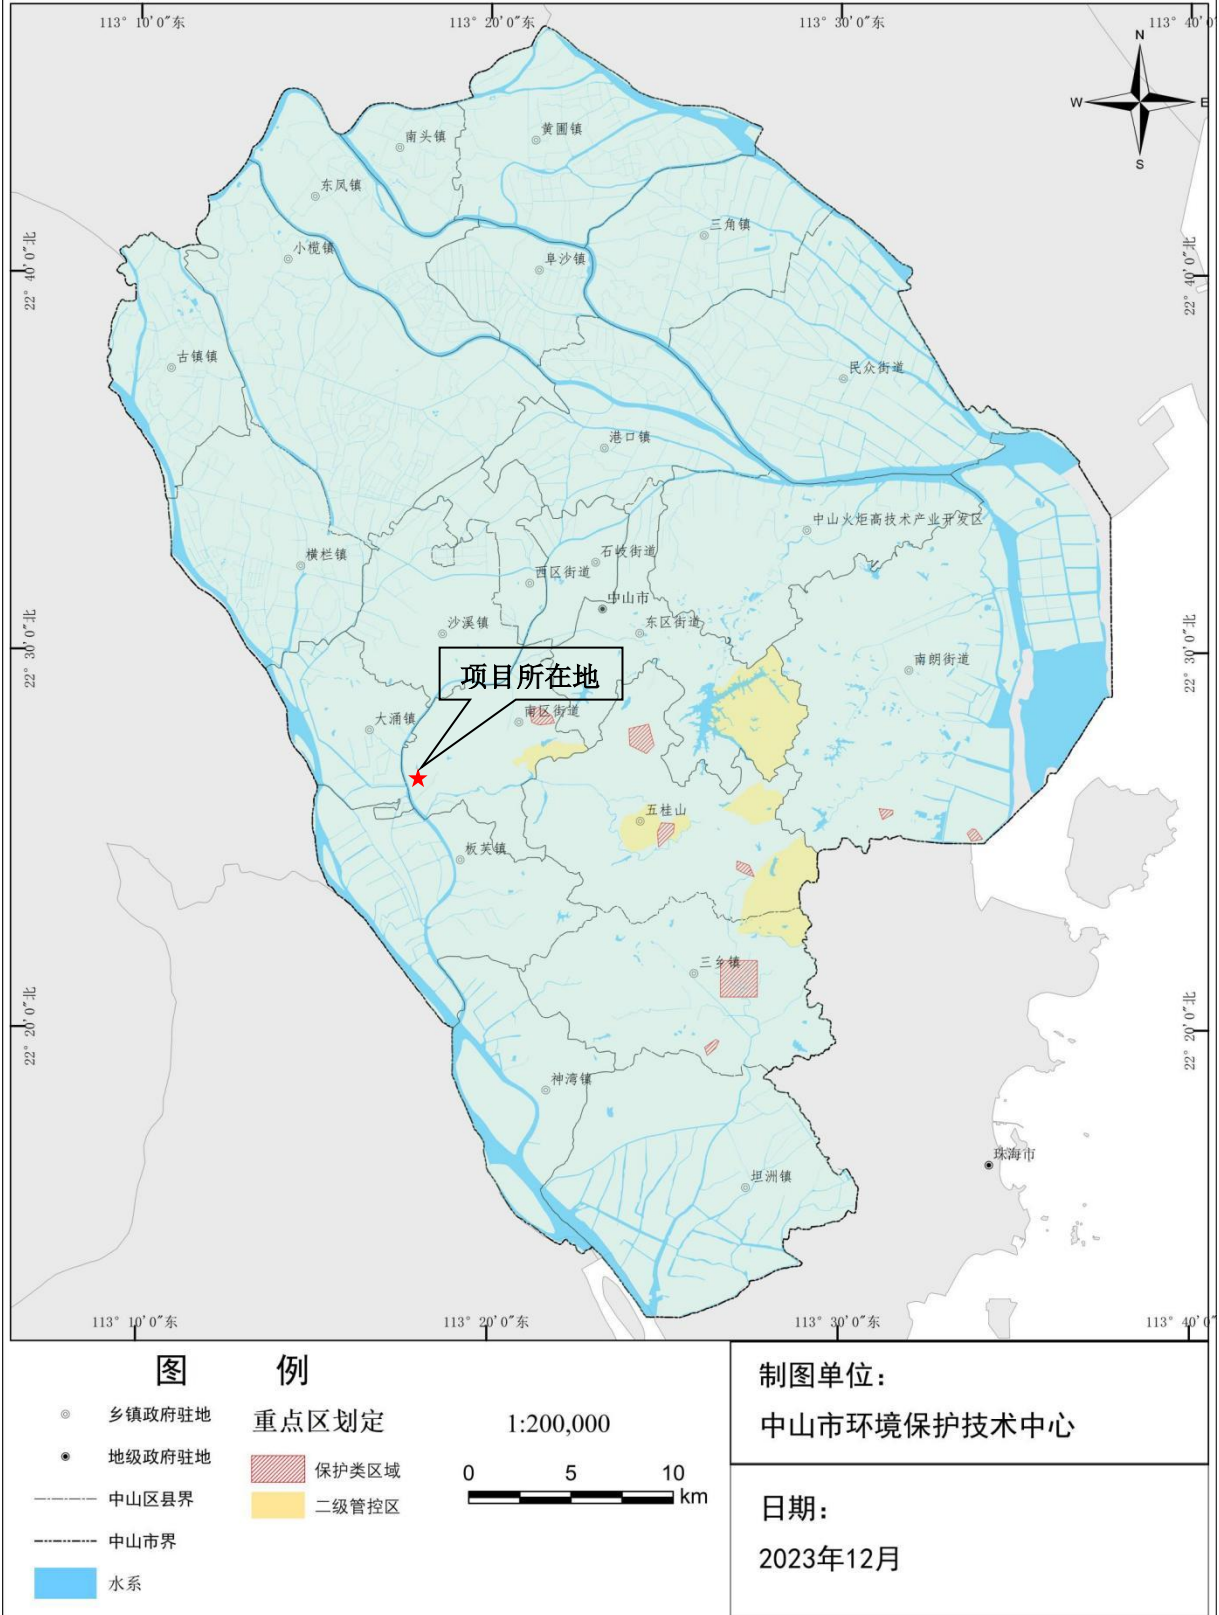 113° 10′0″东
113° 20′0″东
113° 30′0″东
113° 40′0″
N
W
E
S
黄圃镇
南头镇
东凤镇
三角镇
小榄镇
阜沙镇
22° 40′0″北
22° 40′0″北
古镇镇
民众街道
港口镇
中山火炬高技术产业开发区
石岐街道
横栏镇
西区街道
中山市
沙溪镇
东区街道
22° 30′0″北
22° 30′0″北
南朗街道
项目所在地
南区街道
大涌镇
五桂山
板芙镇
三乡镇
22° 20′0″北
22° 20′0″北
神湾镇
珠海市
坦洲镇
113° 10′0″东
113° 20′0″东
113° 30′0″东
113° 40′0″
图 例
乡镇政府驻地
地级政府驻地
中山区县界
中山市界
水系
重点区划定
保护类区域
二级管控区
1:200,000
0 5 10
km
制图单位：
中山市环境保护技术中心
日期：
2023年12月